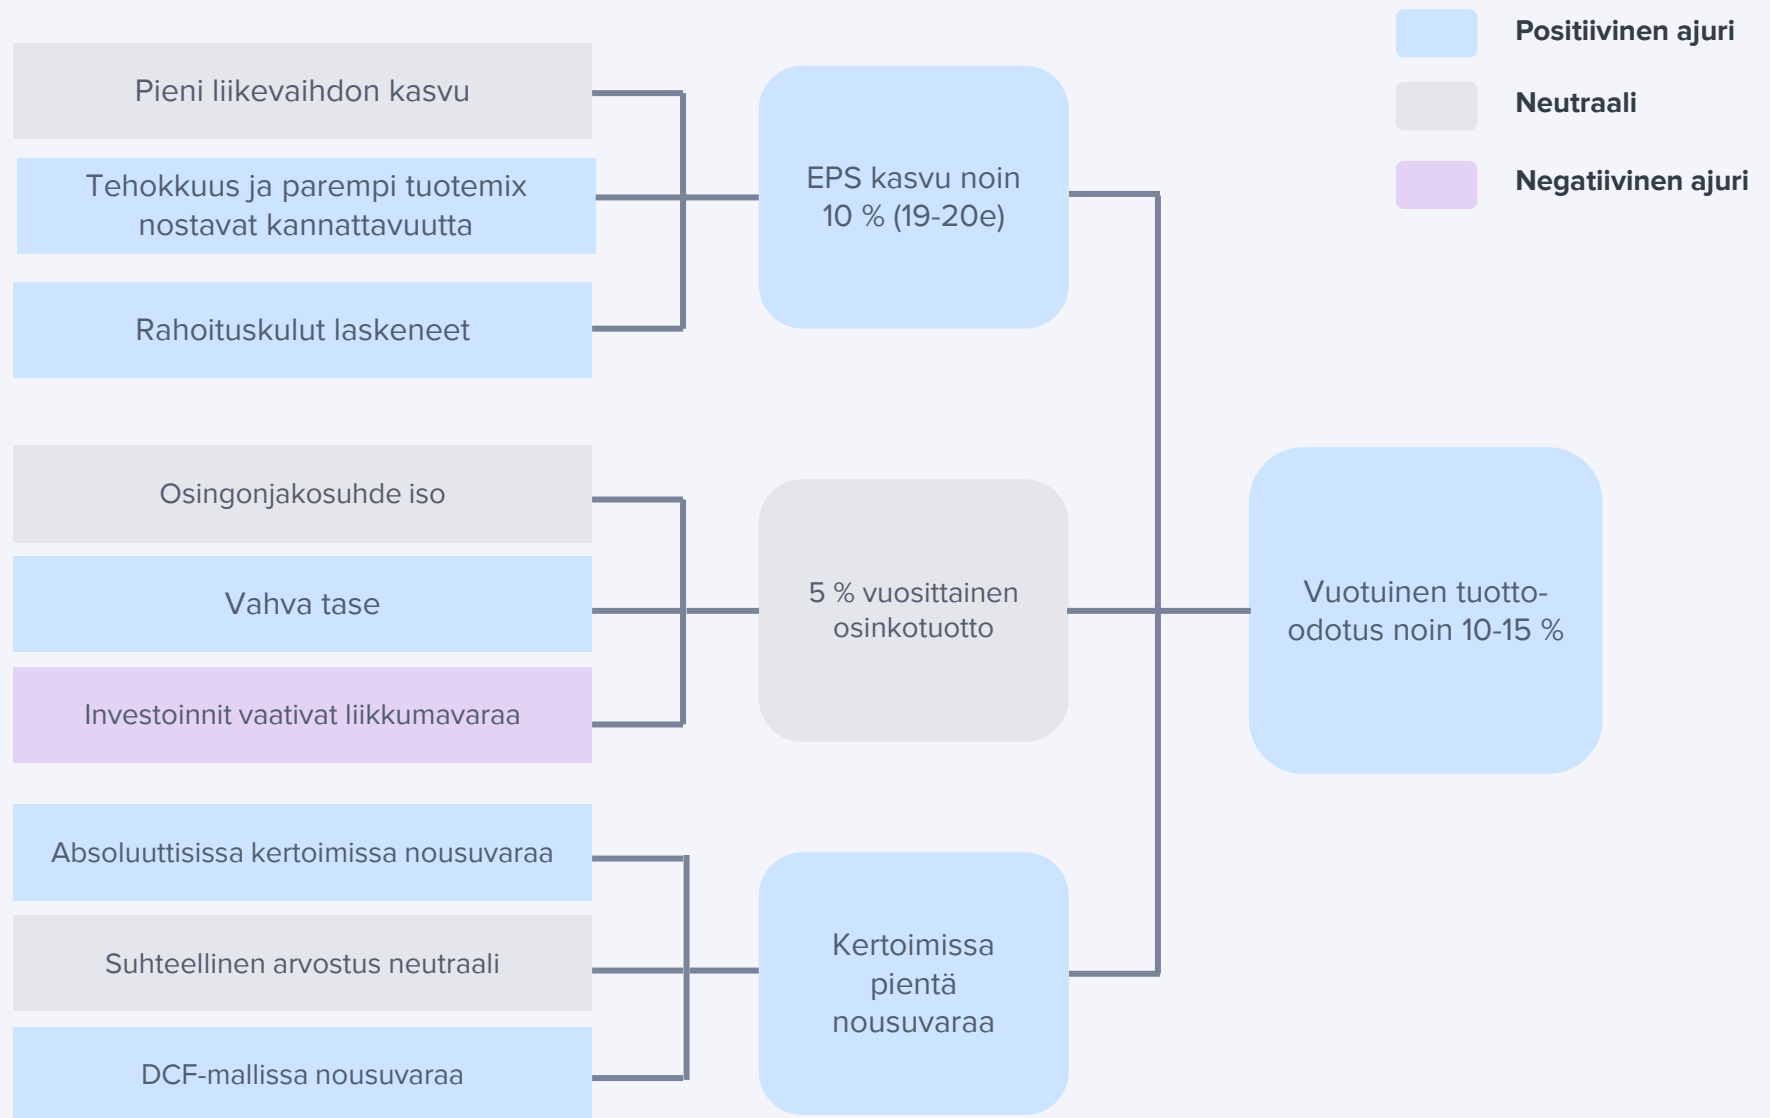 Positiivinen ajuri
Neutraali
Negatiivinen ajuri
Pieni liikevaihdon kasvu
Tehokkuus ja parempi tuotemix
nostavat kannattavuutta
Rahoituskulut laskeneet
EPS kasvu noin
10 % (19-20e)
Osingonjakosuhde iso
Vahva tase
Investoinnit vaativat liikkumavaraa
5 % vuosittainen
osinkotuotto
Absoluuttisissa kertoimissa nousuvaraa
Suhteellinen arvostus neutraali
DCF-mallissa nousuvaraa
Kertoimissa
pientä
nousuvaraa
Vuotuinen tuotto-
odotus noin 10-15 %